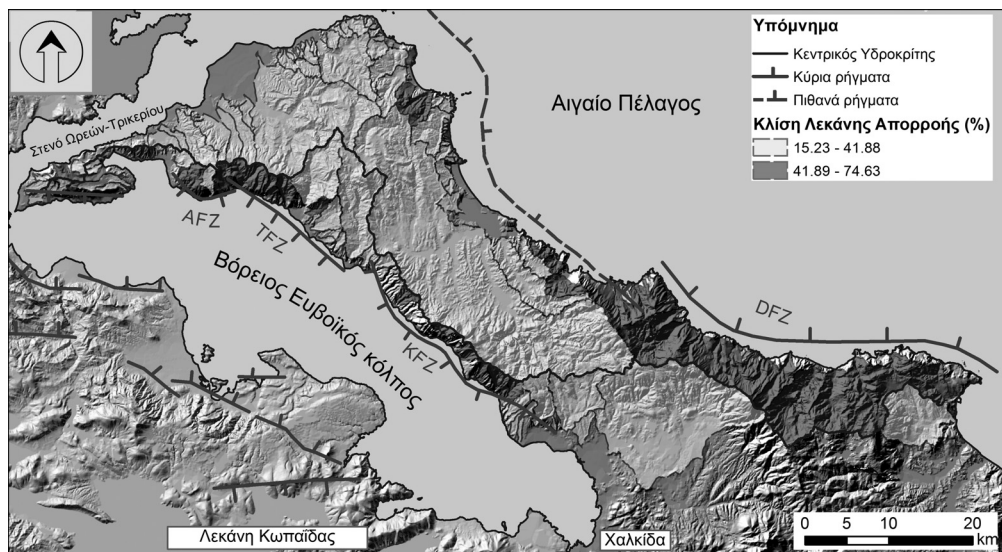 Υπόμνημα
Κεντρικός Υδροκρίτης
Κύρια ρήγματα
Πιθανά ρήγματα
Κλίση Λεκάνης Απορροής (%)
15.23 - 41.88
41.89 - 74.63
Αιγαίο Πέλαγος
Στενό Ωρεών-Τρικερίου
AFZ
TFZ
Βόρειος Ευβοϊκός κόλπος
KFZ
DFZ
Λεκάνη Κωπαΐδας
Χαλκίδα
0 5 10 20
km